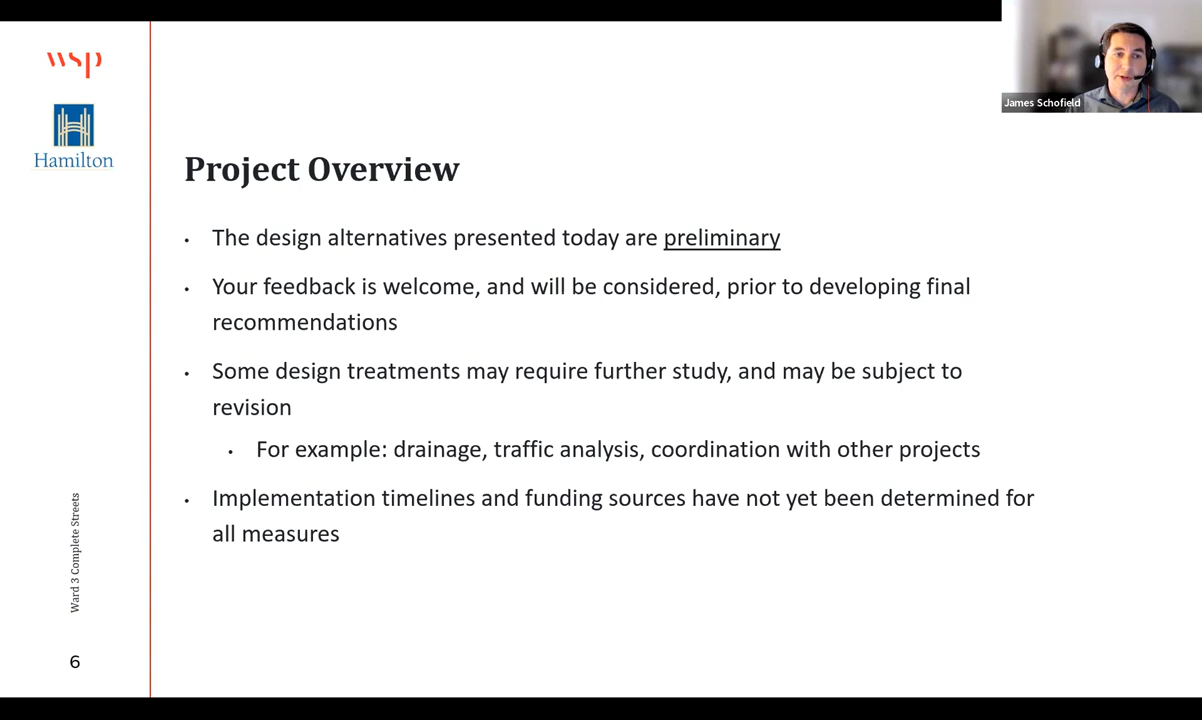 wsp
Hamilton
James Schofield
Project Overview
• The design alternatives presented today are preliminary
• Your feedback is welcome, and will be considered, prior to developing final
recommendations
• Some design treatments may require further study, and may be subject to
revision
• For example: drainage, traffic analysis, coordination with other projects
• Implementation timelines and funding sources have not yet been determined for
all measures
Ward 3 Complete Streets
6